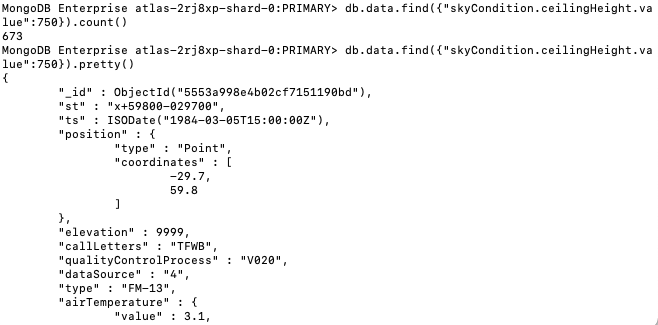 MongoDB Enterprise atlas-2rj8xp-shard-0:PRIMARY> db.data.find({"skyCondition.ceilingHeight.va
lue":750}).count()
673
MongoDB Enterprise atlas-2rj8xp-shard-0:PRIMARY> db.data.find({"skyCondition.ceilingHeight.va
lue":750}).pretty()
{
        "_id" : ObjectId("5553a998e4b02cf7151190bd"),
        "st" : "x+59800-029700",
        "ts" : ISODate("1984-03-05T15:00:00Z"),
        "position" : {
                "type" : "Point",
                "coordinates" : [
                        -29.7,
                        59.8
                ]
        },
        "elevation" : 9999,
        "callLetters" : "TFWB",
        "qualityControlProcess" : "V020",
        "dataSource" : "4",
        "type" : "FM-13",
        "airTemperature" : {
                "value" : 3.1,